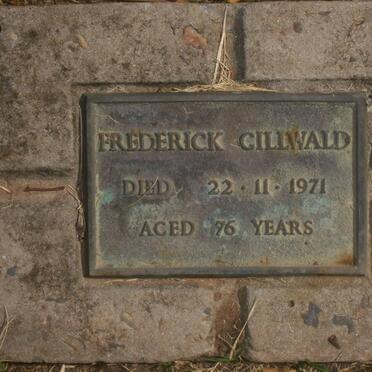 FREDERICK GILLWALD
DIED 22·11·1971
AGED 76 YEARS